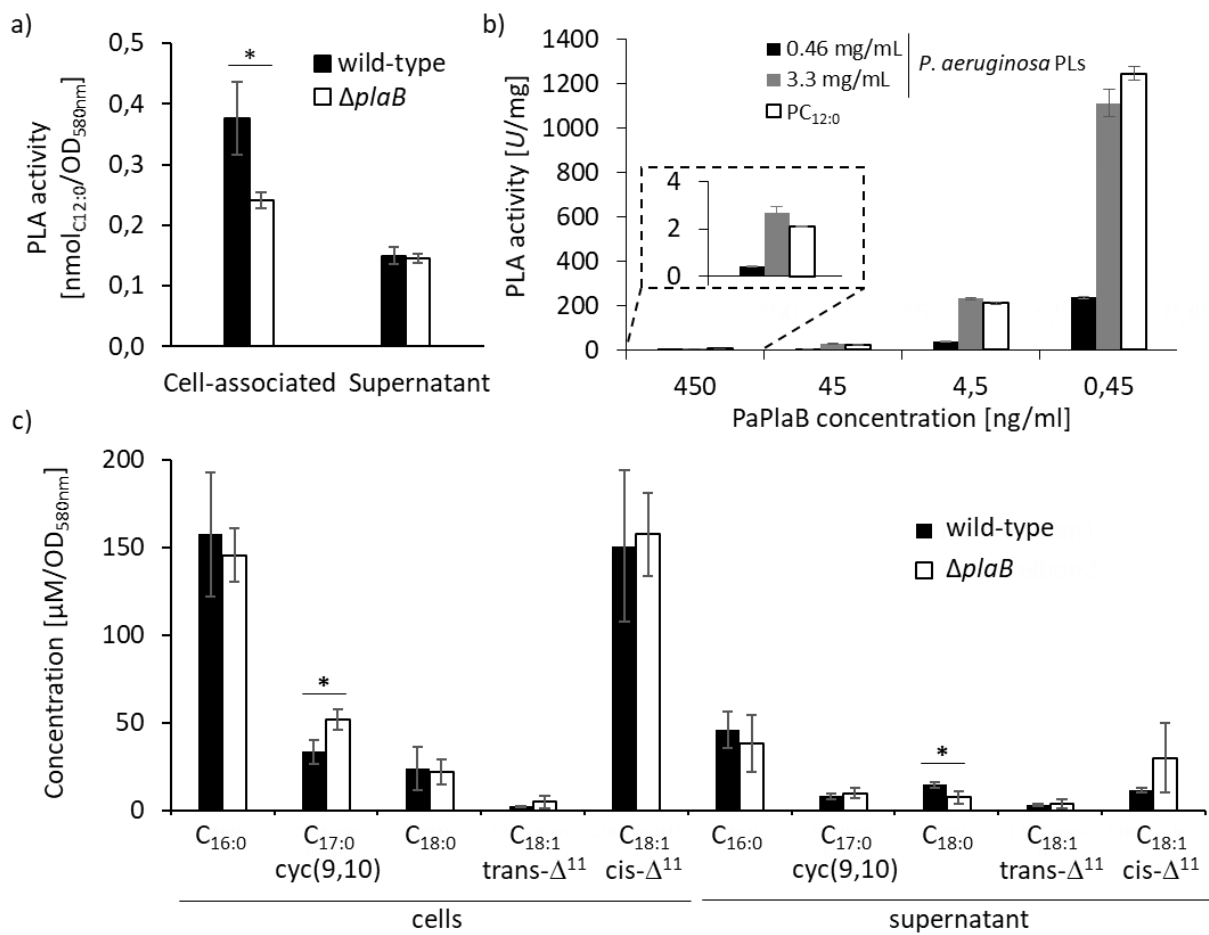 a)
0,5
0,4
0,3
0,2
0,1
0,0
PLA activity
[nmolC12:0/OD580nm]
*
wild-type
ΔplaB
Cell-associated Supernatant
b)
1400
1200
1000
800
600
400
200
0
PLA activity [U/mg]
0.46 mg/mL
3.3 mg/mL
P. aeruginosa PLs
PC12:0
4
2
0
450 45 4,5 0,45
PaPlaB concentration [ng/ml]
c)
200
150
100
50
0
Concentration [µM/OD580nm]
wild-type
ΔplaB
*
*
C16:0 C17:0 C18:0 C18:1 C18:1 C16:0 C17:0 C18:0 C18:1 C18:1
cyc(9,10) trans-Δ11 cis-Δ11 cyc(9,10) trans-Δ11 cis-Δ11
cells supernatant